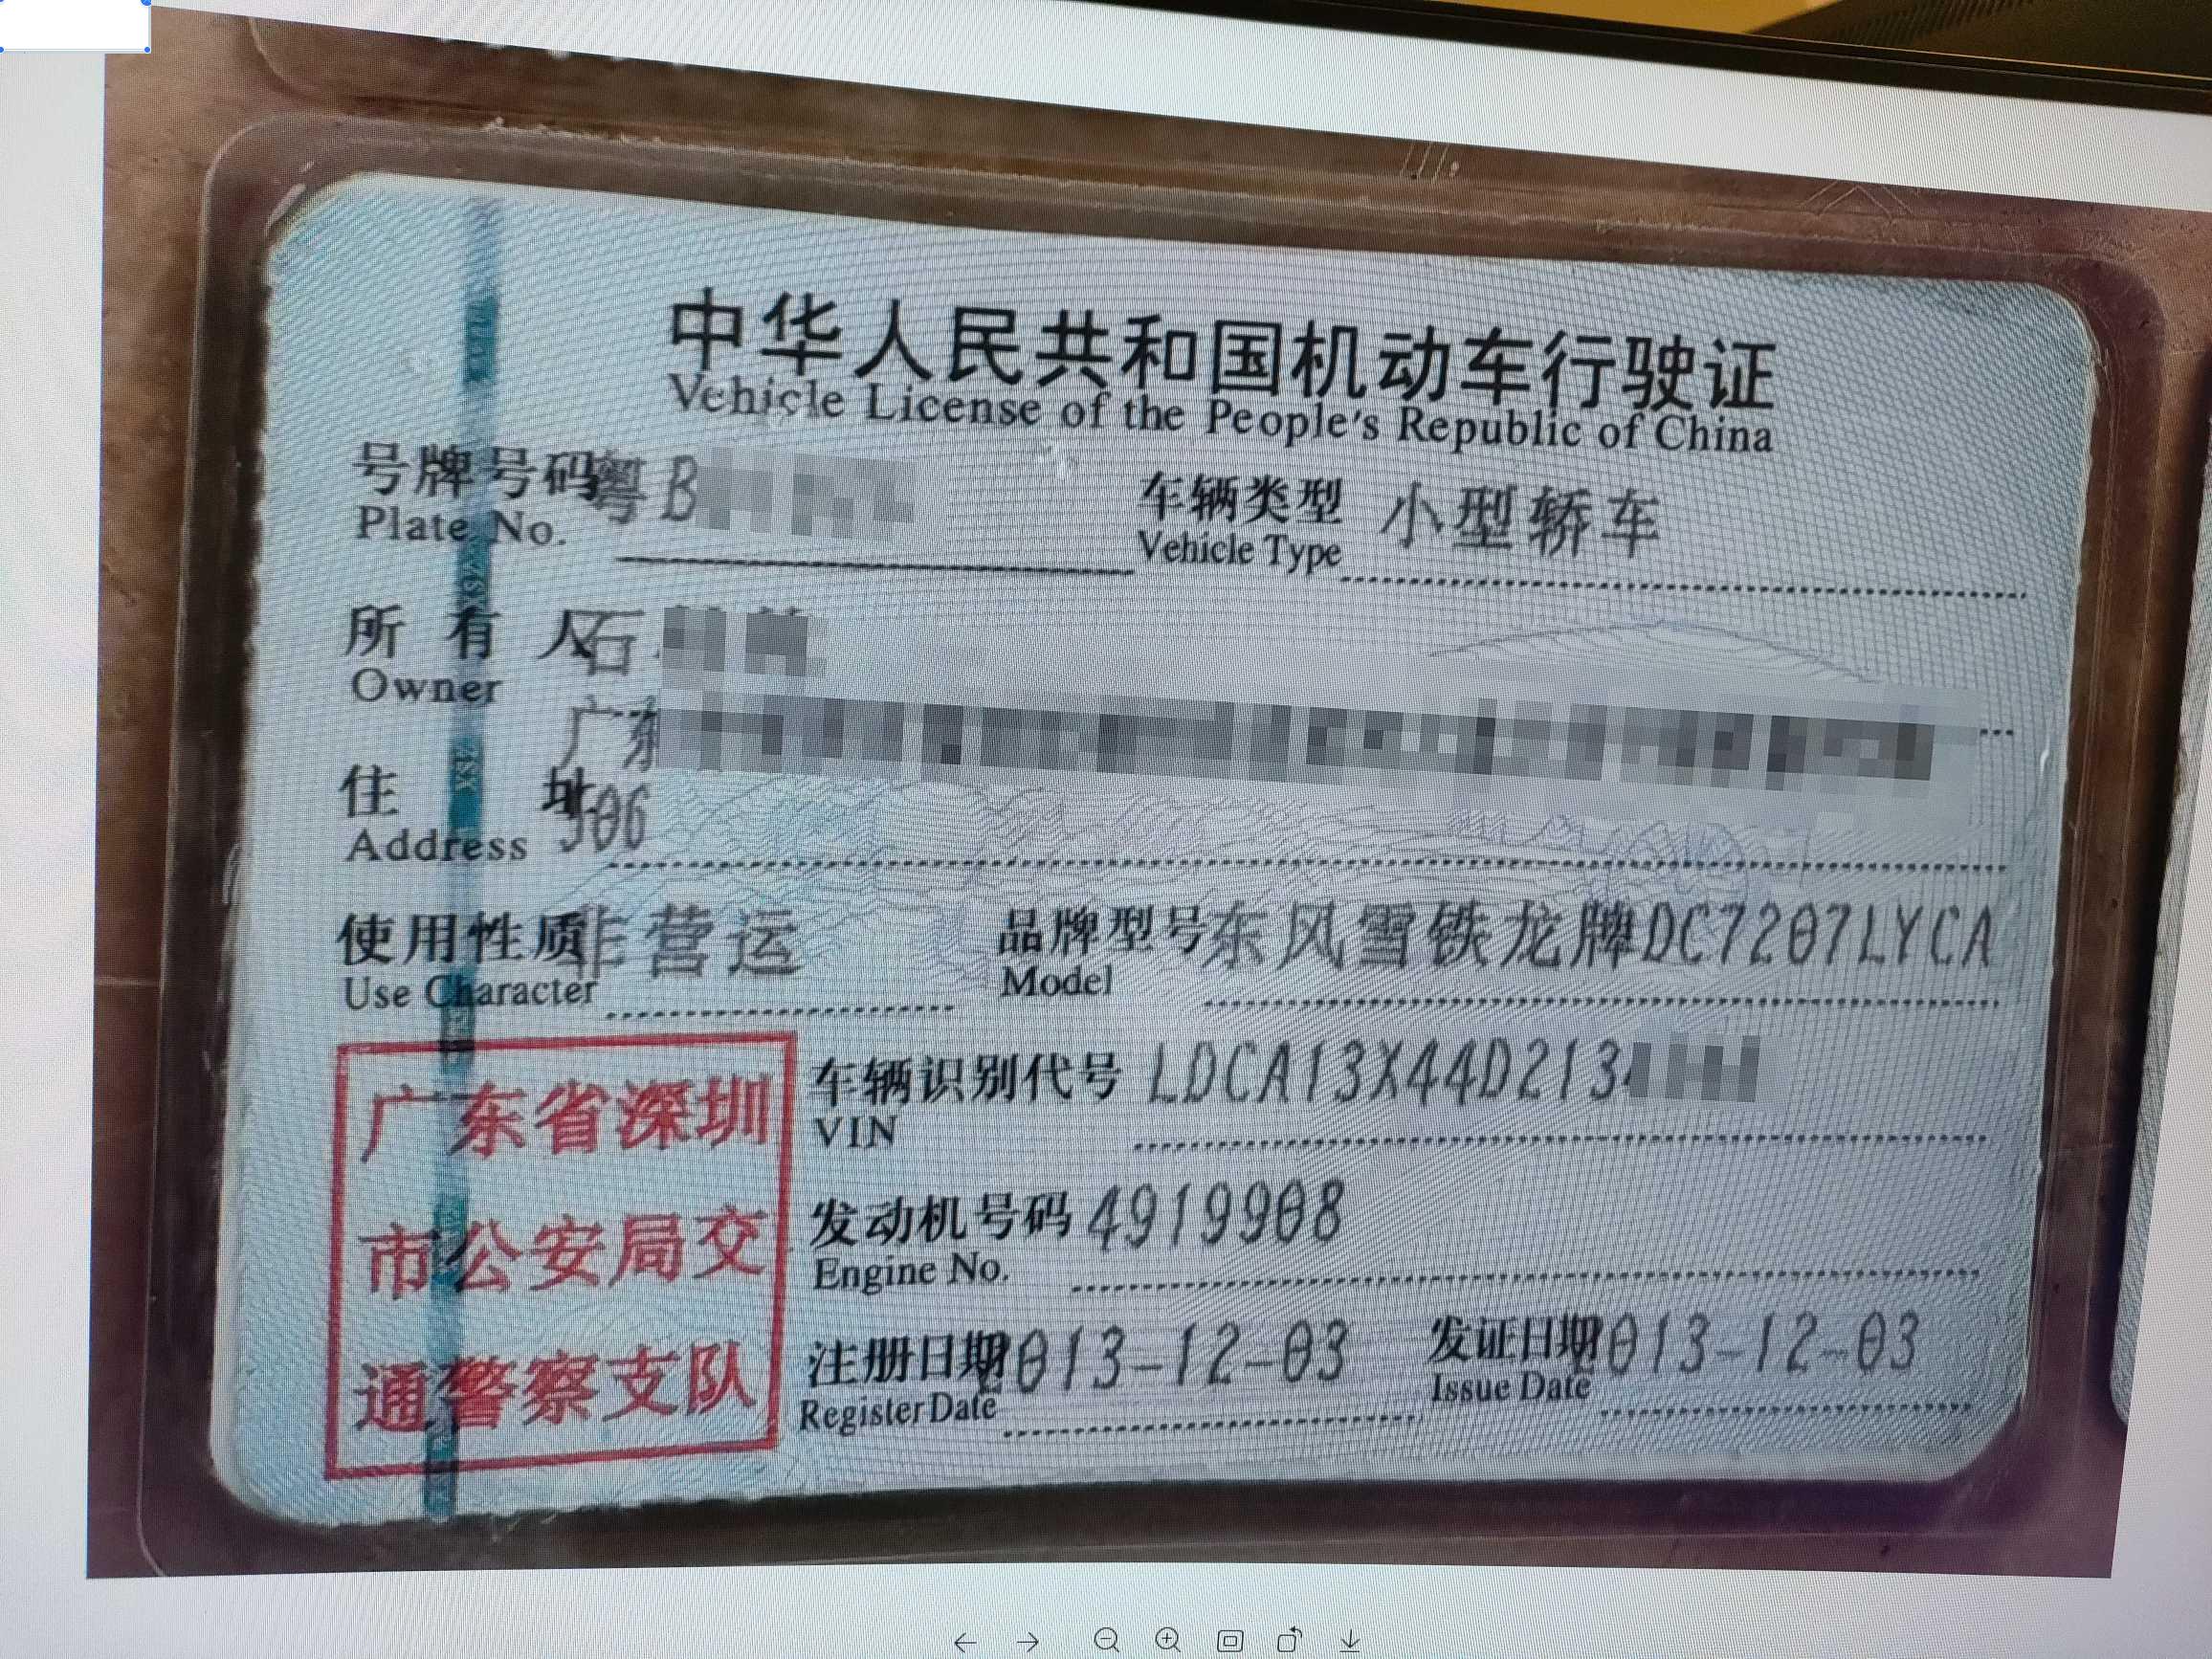 中华人民共和国机动车行驶证
Vehicle License of the People's Republic of China
号牌号码 粤B
Plate No.
车辆类型 小型轿车
Vehicle Type
所有人 石
Owner
广东
住址 306
Address
使用性质 非营运
Use Character
品牌型号 东风雪铁龙牌DC7207LYCA
Model
广东省深圳
市公安局交
通警察支队
车辆识别代号 LDCA13X44D213
VIN
发动机号码 4919908
Engine No.
注册日期 2013-12-03
Register Date
发证日期 2013-12-03
Issue Date